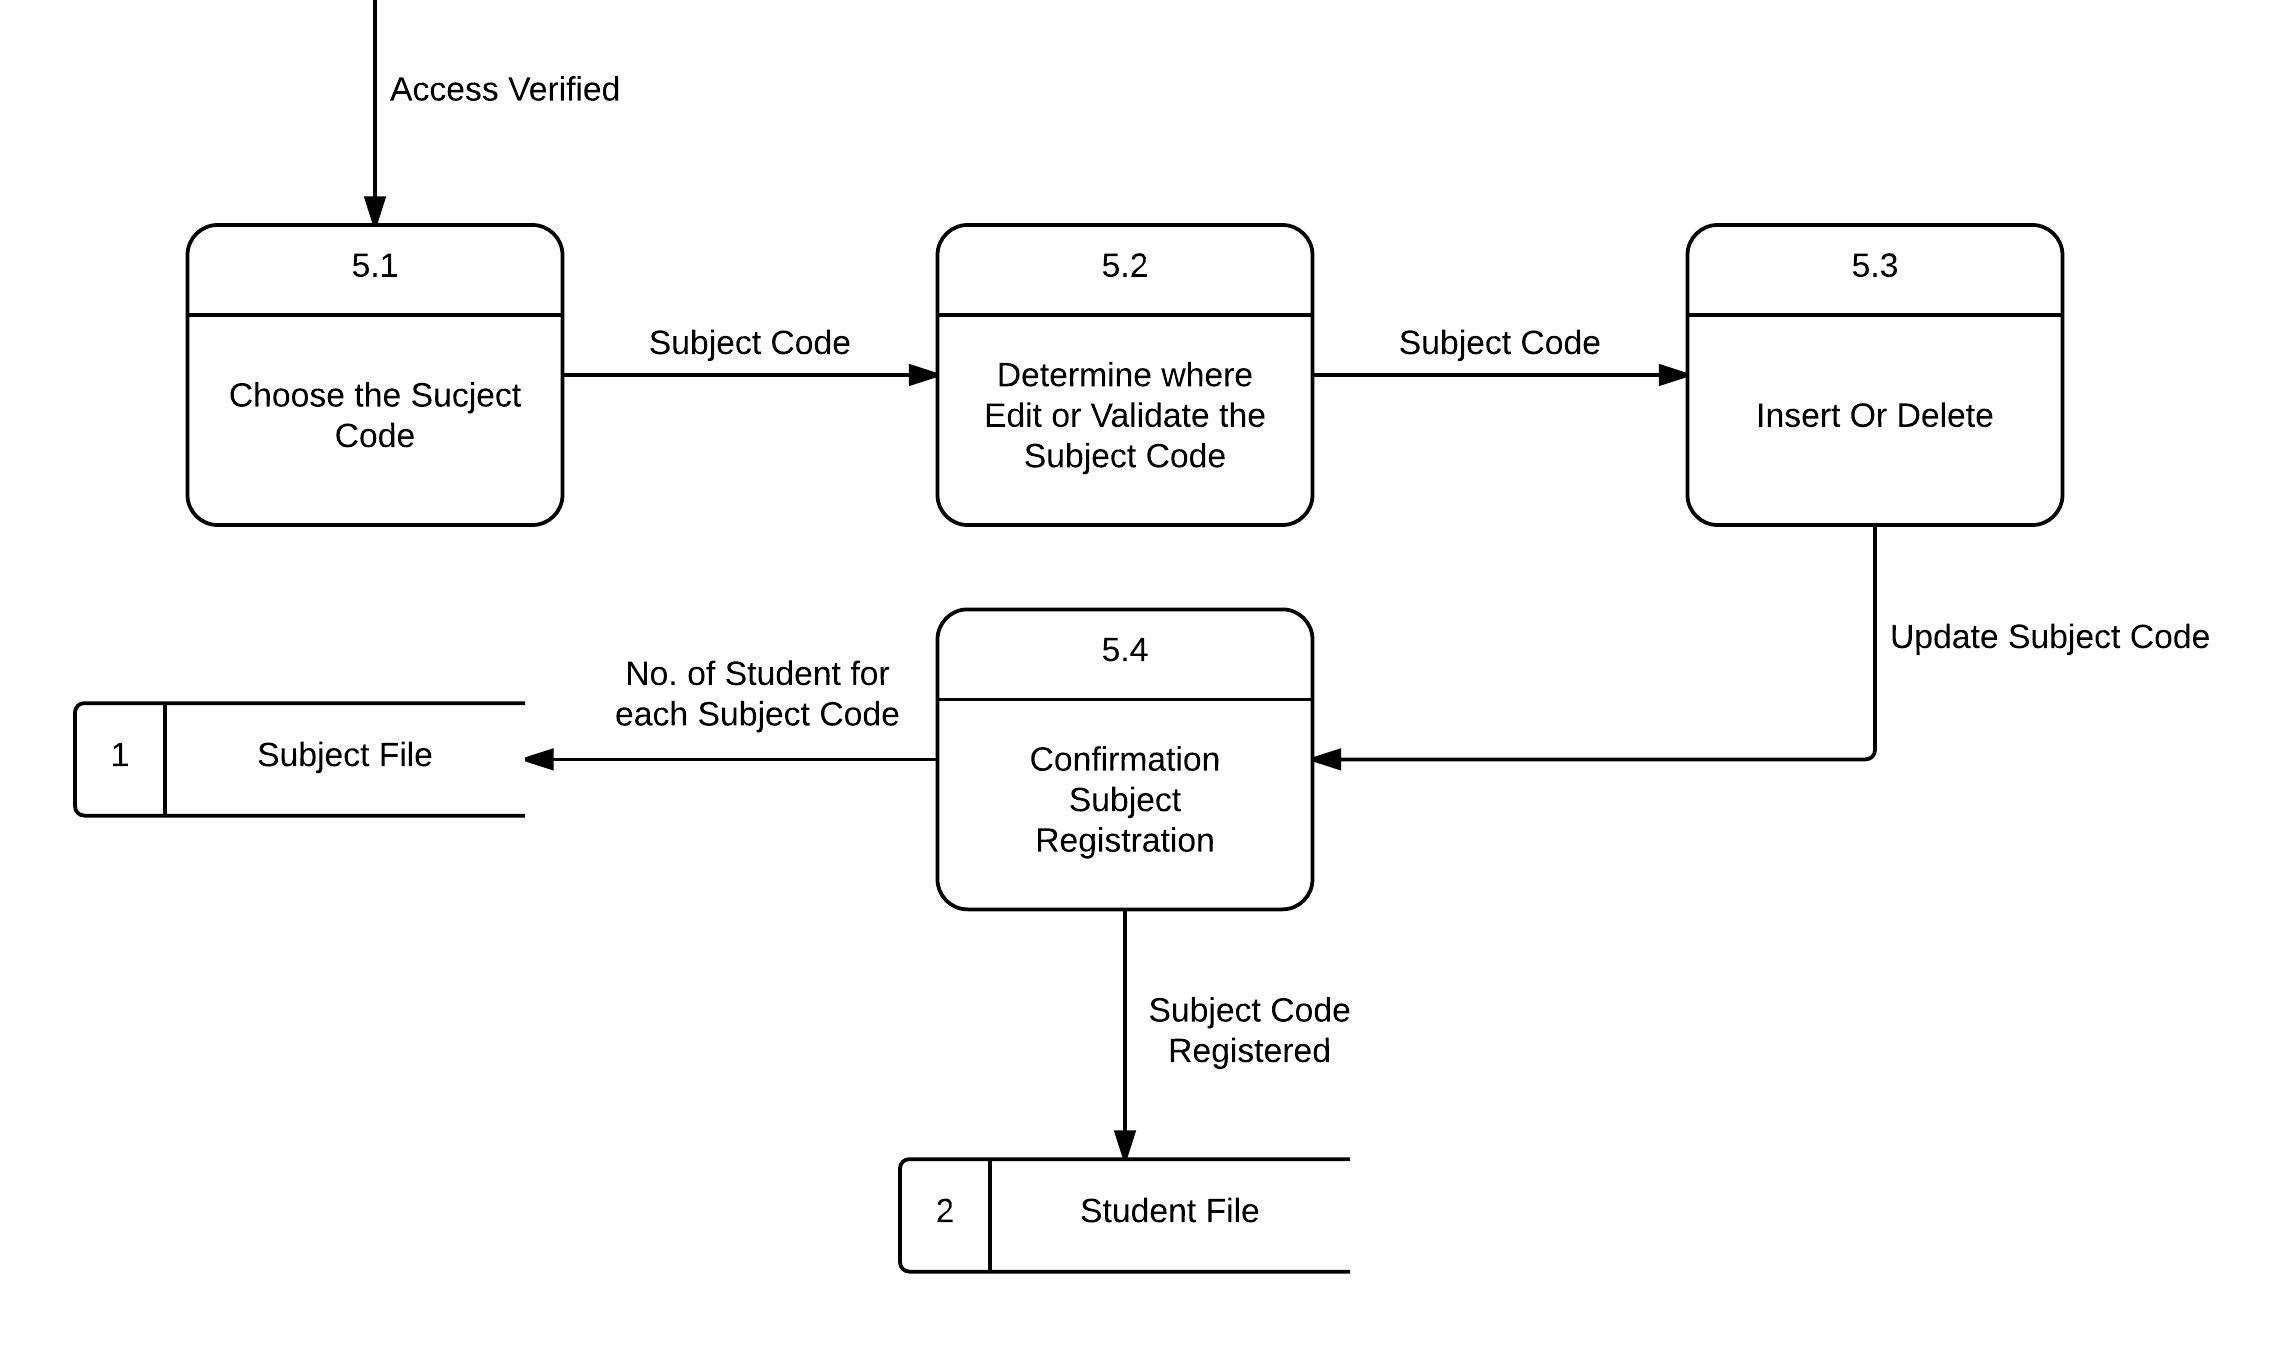 Access Verified
5.1
Choose the Sucject
Code
Subject Code
5.2
Determine where
Edit or Validate the
Subject Code
Subject Code
5.3
Insert Or Delete
Update Subject Code
5.4
Confirmation
Subject
Registration
No. of Student for
each Subject Code
1
Subject File
Subject Code
Registered
2
Student File